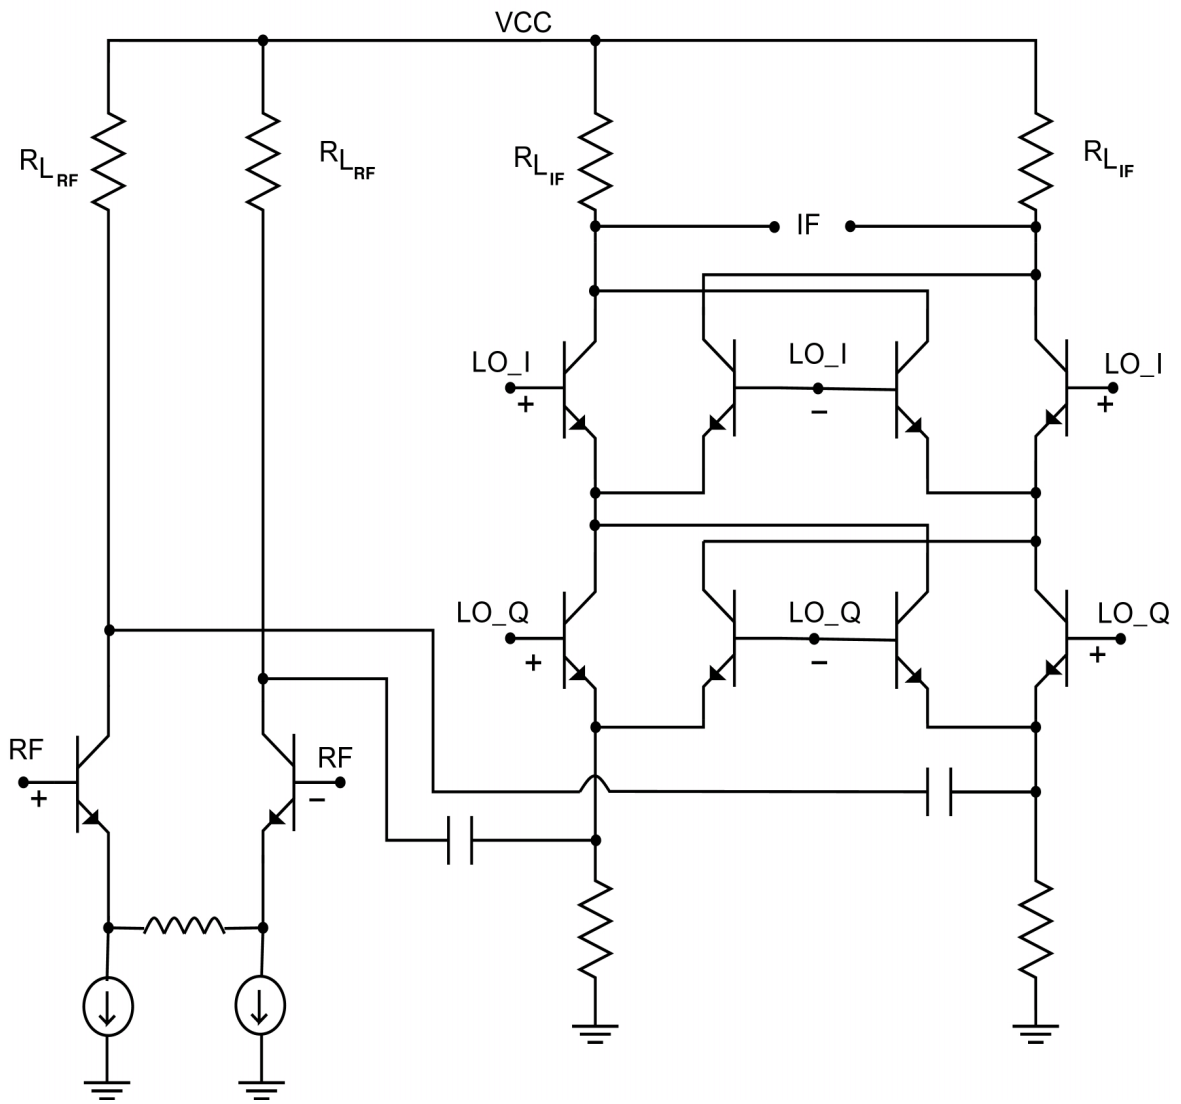 VCC
RLRF
RLRF
RLIF
RLIF
IF
LO_I
+
LO_I
−
LO_I
+
LO_Q
+
LO_Q
−
LO_Q
+
RF
+
RF
−